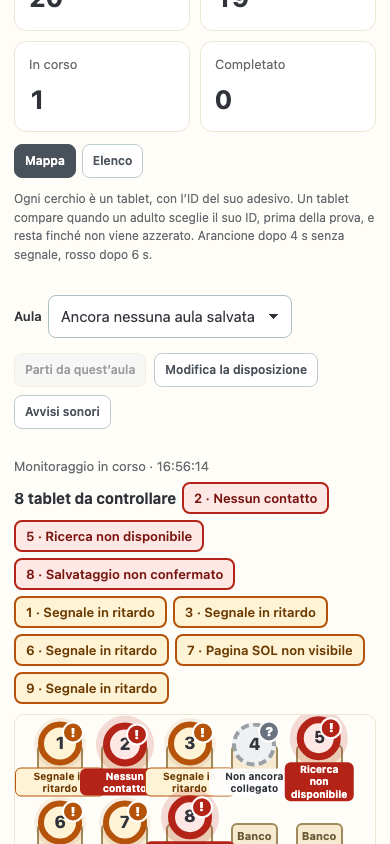 20 19
In corso
Completato
1
0
Mappa Elenco
Ogni cerchio è un tablet, con l’ID del suo adesivo. Un tablet
compare quando un adulto sceglie il suo ID, prima della prova, e
resta finché non viene azzerato. Arancione dopo 4 s senza
segnale, rosso dopo 6 s.
Aula Ancora nessuna aula salvata
Parti da quest’aula Modifica la disposizione
Avvisi sonori
Monitoraggio in corso · 16:56:14
8 tablet da controllare 2 · Nessun contatto
5 · Ricerca non disponibile
8 · Salvataggio non confermato
1 · Segnale in ritardo 3 · Segnale in ritardo
6 · Segnale in ritardo 7 · Pagina SOL non visibile
9 · Segnale in ritardo
1 ! 2 ! 3 ! 4 ? 5 !
Segnale
ritardo
Nessun
contatto
Segnale
ritardo
Non ancora
collegato
Ricerca
non
disponibile
6 ! 7 ! 8 ! Banco Banco